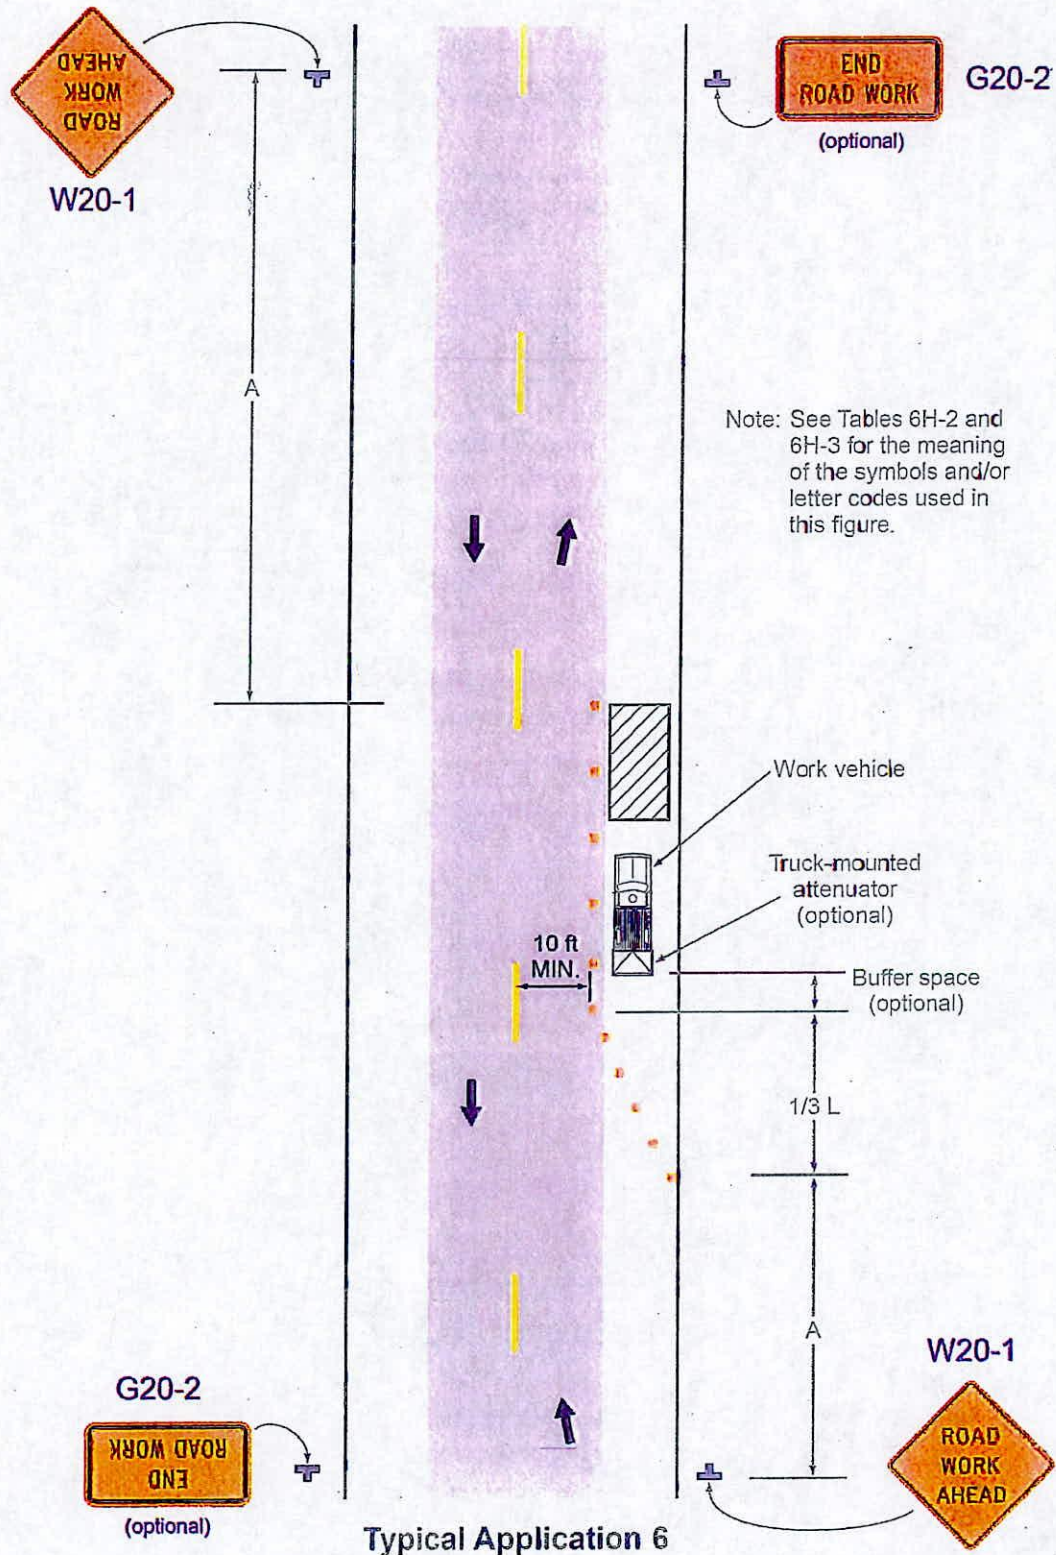 ROAD
WORK
AHEAD
W20-1
END
ROAD WORK
(optional)
G20-2
A
Note: See Tables 6H-2 and
6H-3 for the meaning
of the symbols and/or
letter codes used in
this figure.
Work vehicle
Truck-mounted
attenuator
(optional)
10 ft
MIN.
Buffer space
(optional)
1/3 L
A
W20-1
ROAD
WORK
AHEAD
G20-2
END
ROAD WORK
(optional)
Typical Application 6